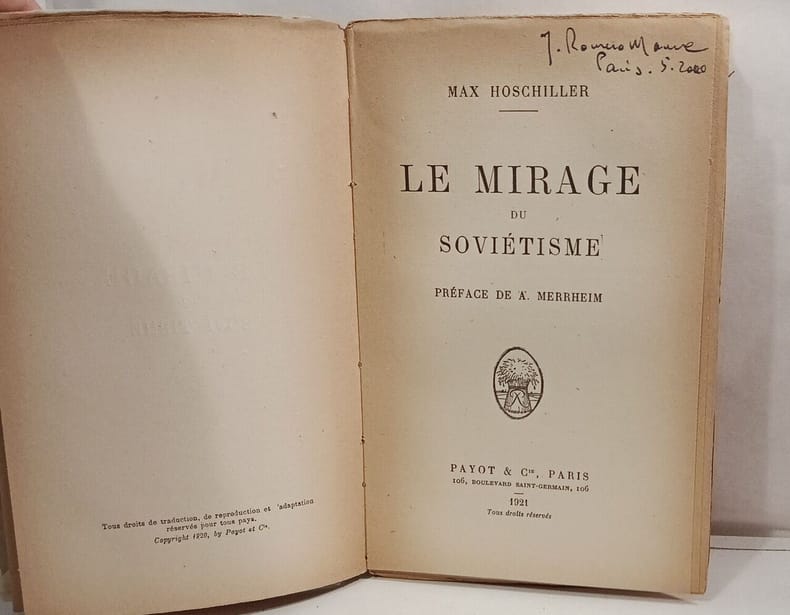 Tous droits de traduction, de reproduction et d'adaptation
réservés pour tous pays.
Copyright 1920, by Payot et Cie.
J. Romero
Paris. 5.2000
MAX HOSCHILLER
LE MIRAGE
DU
SOVIÉTISME
PRÉFACE DE A. MERRHEIM
PAYOT & Cie, PARIS
106, BOULEVARD SAINT-GERMAIN, 106
1921
Tous droits réservés